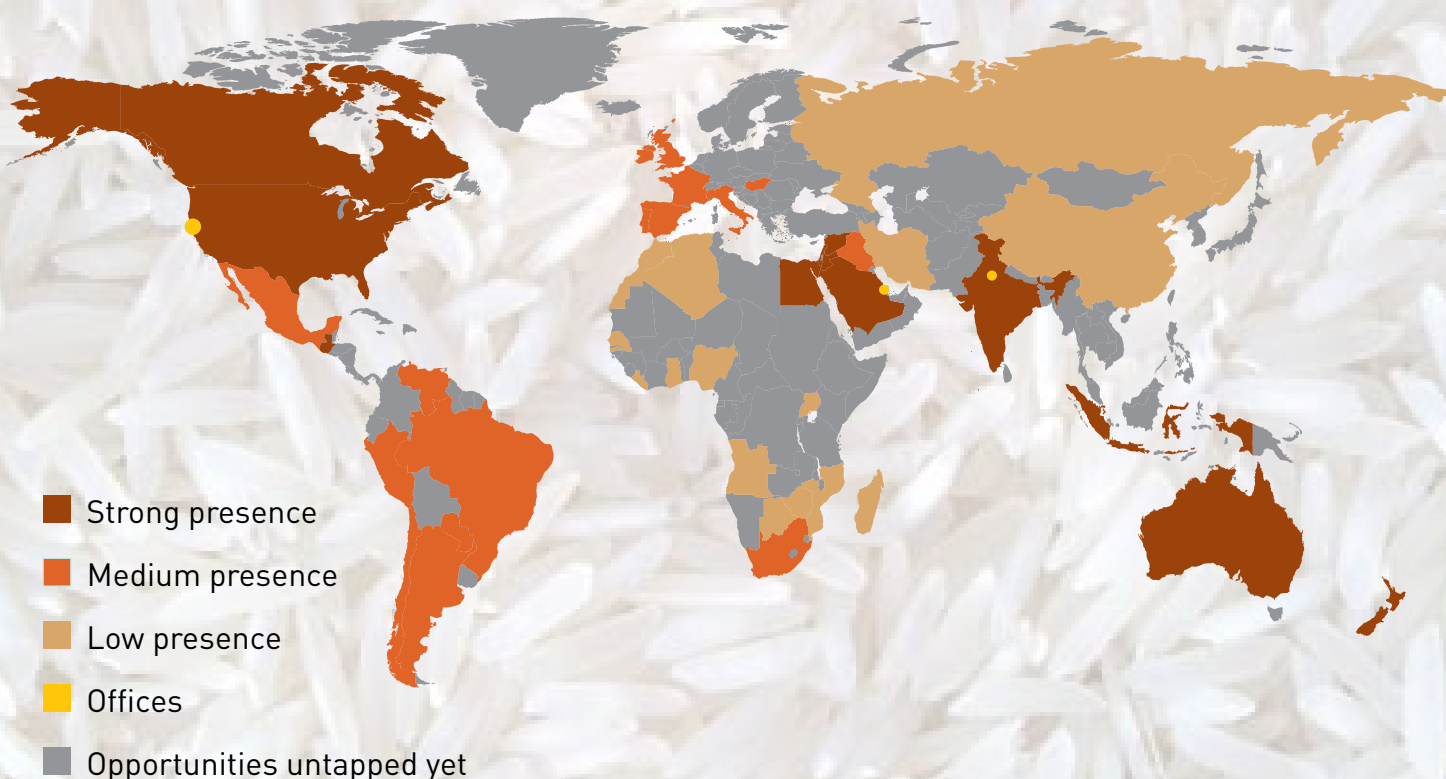 Strong presence
Medium presence
Low presence
Offices
Opportunities untapped yet